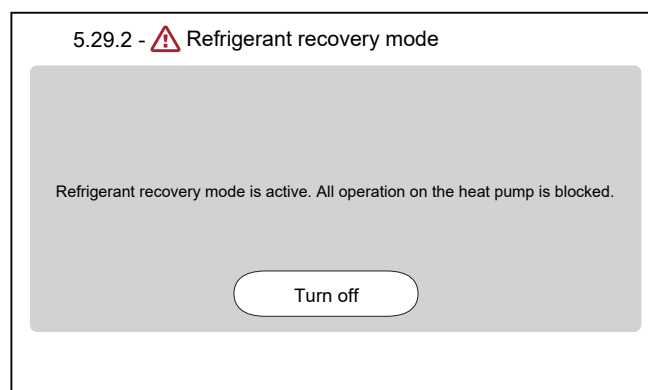 5.29.2 - Refrigerant recovery mode
Refrigerant recovery mode is active. All operation on the heat pump is blocked.
Turn off